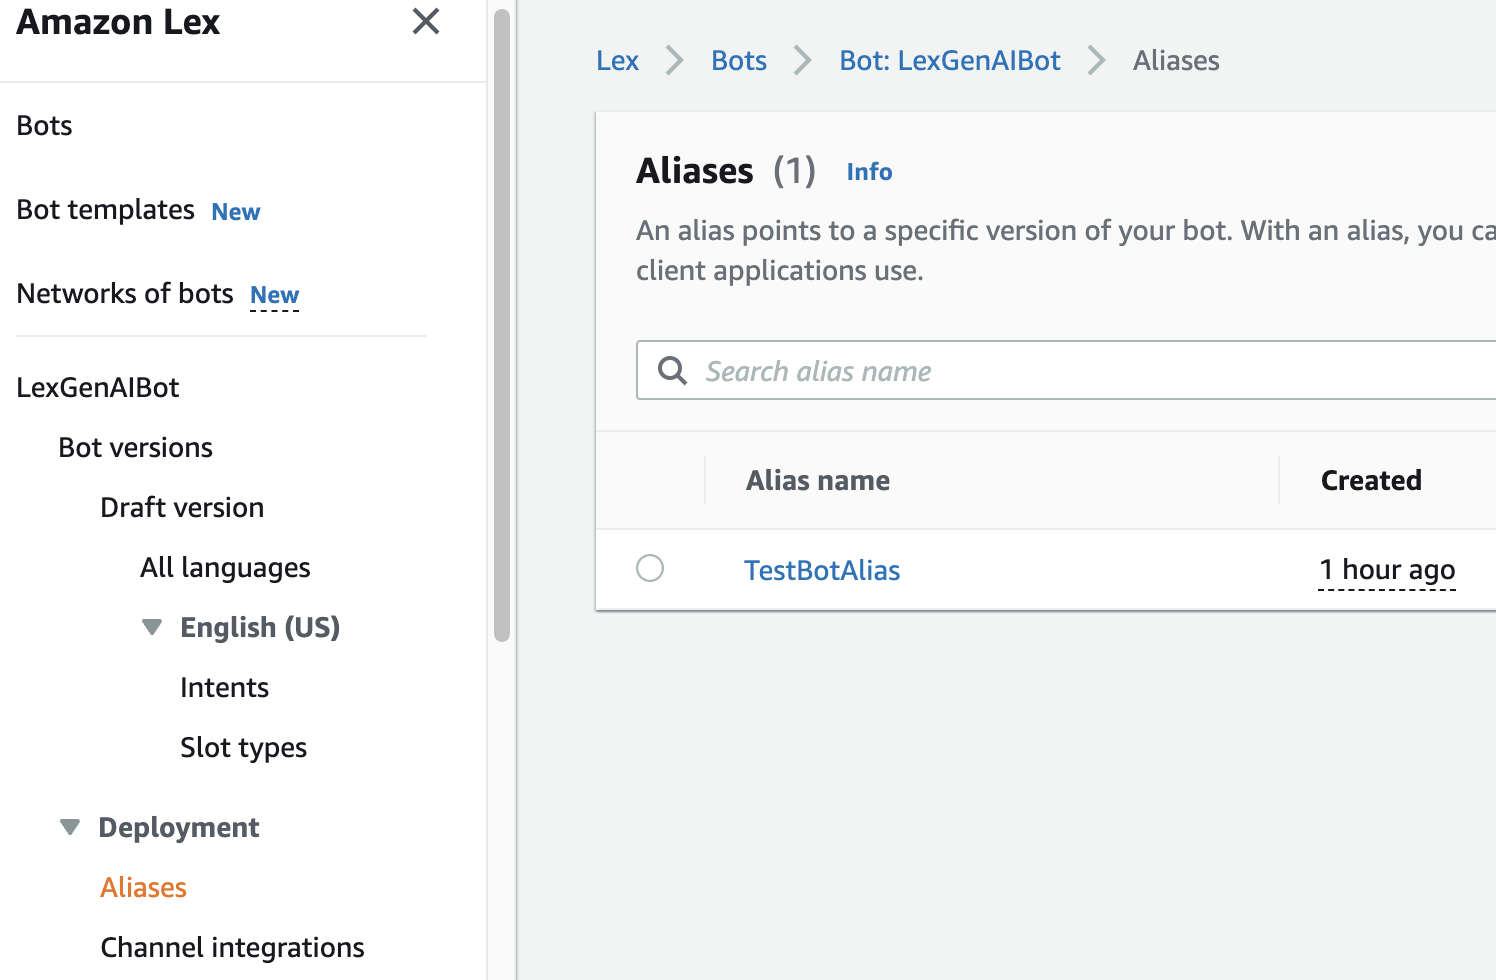 Amazon Lex
Bots
Bot templates New
Networks of bots New
LexGenAIBot
Bot versions
Draft version
All languages
English (US)
Intents
Slot types
Deployment
Aliases
Channel integrations
Lex > Bots > Bot: LexGenAIBot > Aliases
Aliases (1) Info
An alias points to a specific version of your bot. With an alias, you ca
client applications use.
Search alias name
Alias name Created
TestBotAlias 1 hour ago